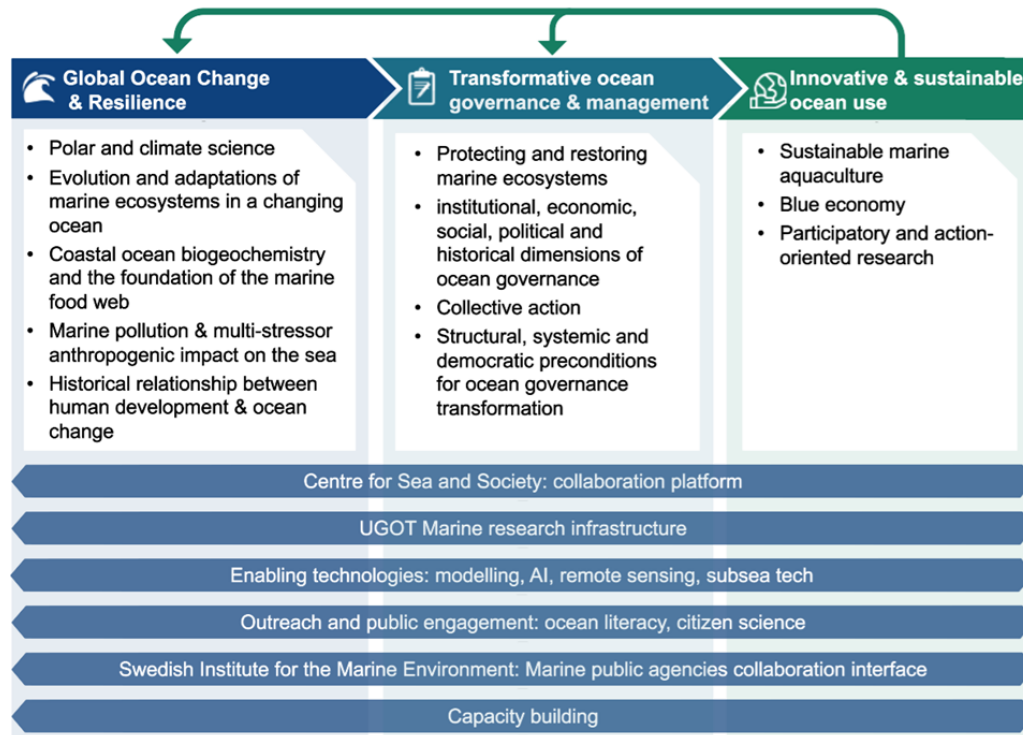 Global Ocean Change
& Resilience
Transformative ocean
governance & management
Innovative & sustainable
ocean use
• Polar and climate science
• Evolution and adaptations of
marine ecosystems in a changing
ocean
• Coastal ocean biogeochemistry
and the foundation of the marine
food web
• Marine pollution & multi-stressor
anthropogenic impact on the sea
• Historical relationship between
human development & ocean
change
• Protecting and restoring
marine ecosystems
• institutional, economic,
social, political and
historical dimensions of
ocean governance
• Collective action
• Structural, systemic and
democratic preconditions
for ocean governance
transformation
• Sustainable marine
aquaculture
• Blue economy
• Participatory and action-
oriented research
Centre for Sea and Society: collaboration platform
UGOT Marine research infrastructure
Enabling technologies: modelling, AI, remote sensing, subsea tech
Outreach and public engagement: ocean literacy, citizen science
Swedish Institute for the Marine Environment: Marine public agencies collaboration interface
Capacity building